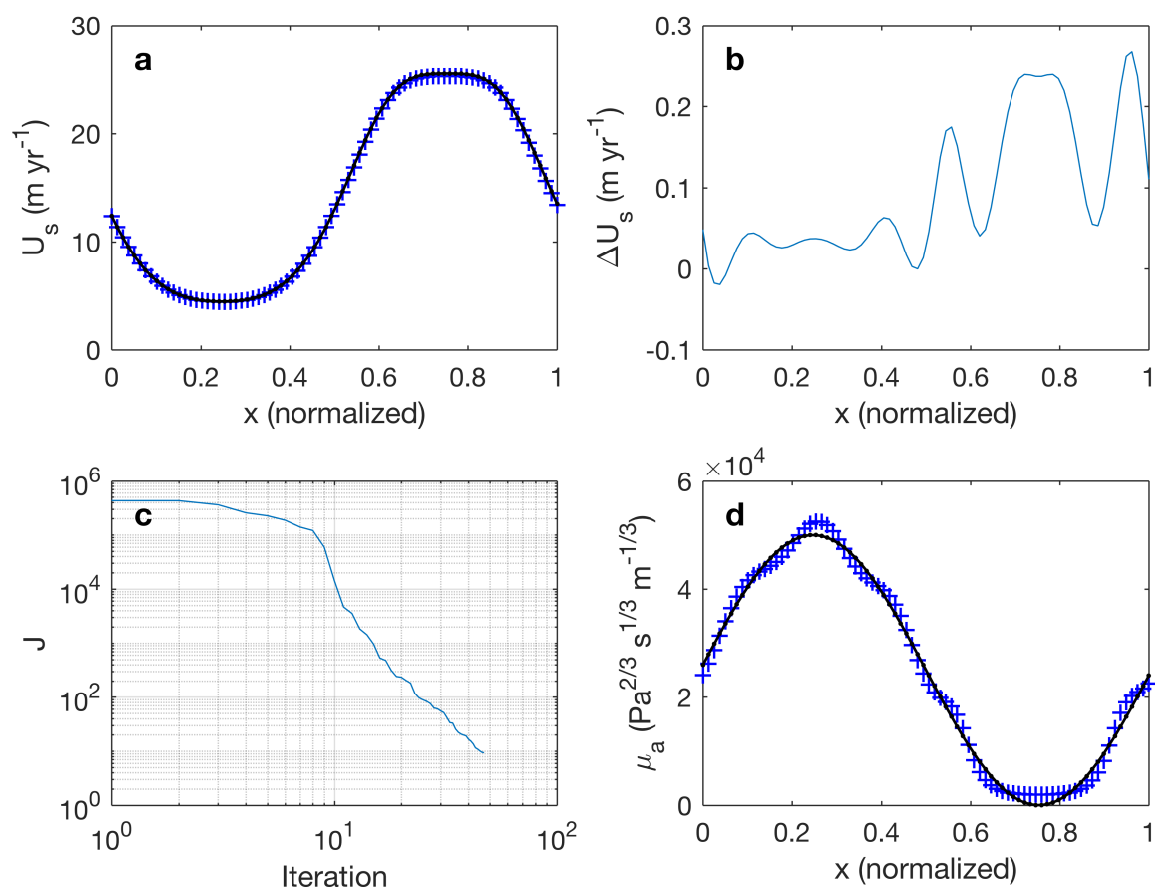 a
30
20
10
0
U_s (m yr^-1)
0 0.2 0.4 0.6 0.8 1
x (normalized)
b
0.3
0.2
0.1
0
-0.1
ΔU_s (m yr^-1)
0 0.2 0.4 0.6 0.8 1
x (normalized)
c
10^6
10^4
10^2
10^0
J
10^0 10^1 10^2
Iteration
×10^4
d
6
4
2
0
μ_a (Pa^2/3 s^1/3 m^-1/3)
0 0.2 0.4 0.6 0.8 1
x (normalized)